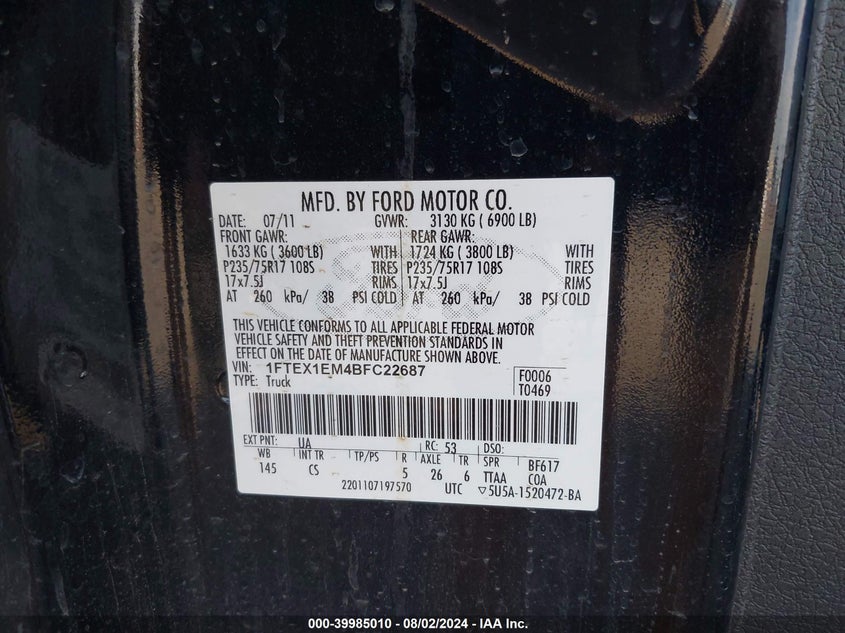 MFD. BY FORD MOTOR CO.
DATE: 07/11 GVWR: 3130 KG ( 6900 LB)
FRONT GAWR: REAR GAWR:
1633 KG ( 3600 LB) WITH 1724 KG ( 3800 LB) WITH
P235/75R17 108S TIRES P235/75R17 108S TIRES
17x7.5J RIMS 17x7.5J RIMS
AT 260 kPa/ 38 PSI COLD AT 260 kPa/ 38 PSI COLD
THIS VEHICLE CONFORMS TO ALL APPLICABLE FEDERAL MOTOR
VEHICLE SAFETY AND THEFT PREVENTION STANDARDS IN
EFFECT ON THE DATE OF MANUFACTURE SHOWN ABOVE.
VIN: 1FTEX1EM4BFC22687
TYPE: Truck
F0006
T0469
EXT PNT: UA RC: 53 DSO:
WB INT TR TP/PS R AXLE TR SPR BF617
145 CS 5 26 6 TTAA COA
2201107197570 UTC ▽5U5A-1520472-BA
000-39985010 - 08/02/2024 - IAA Inc.